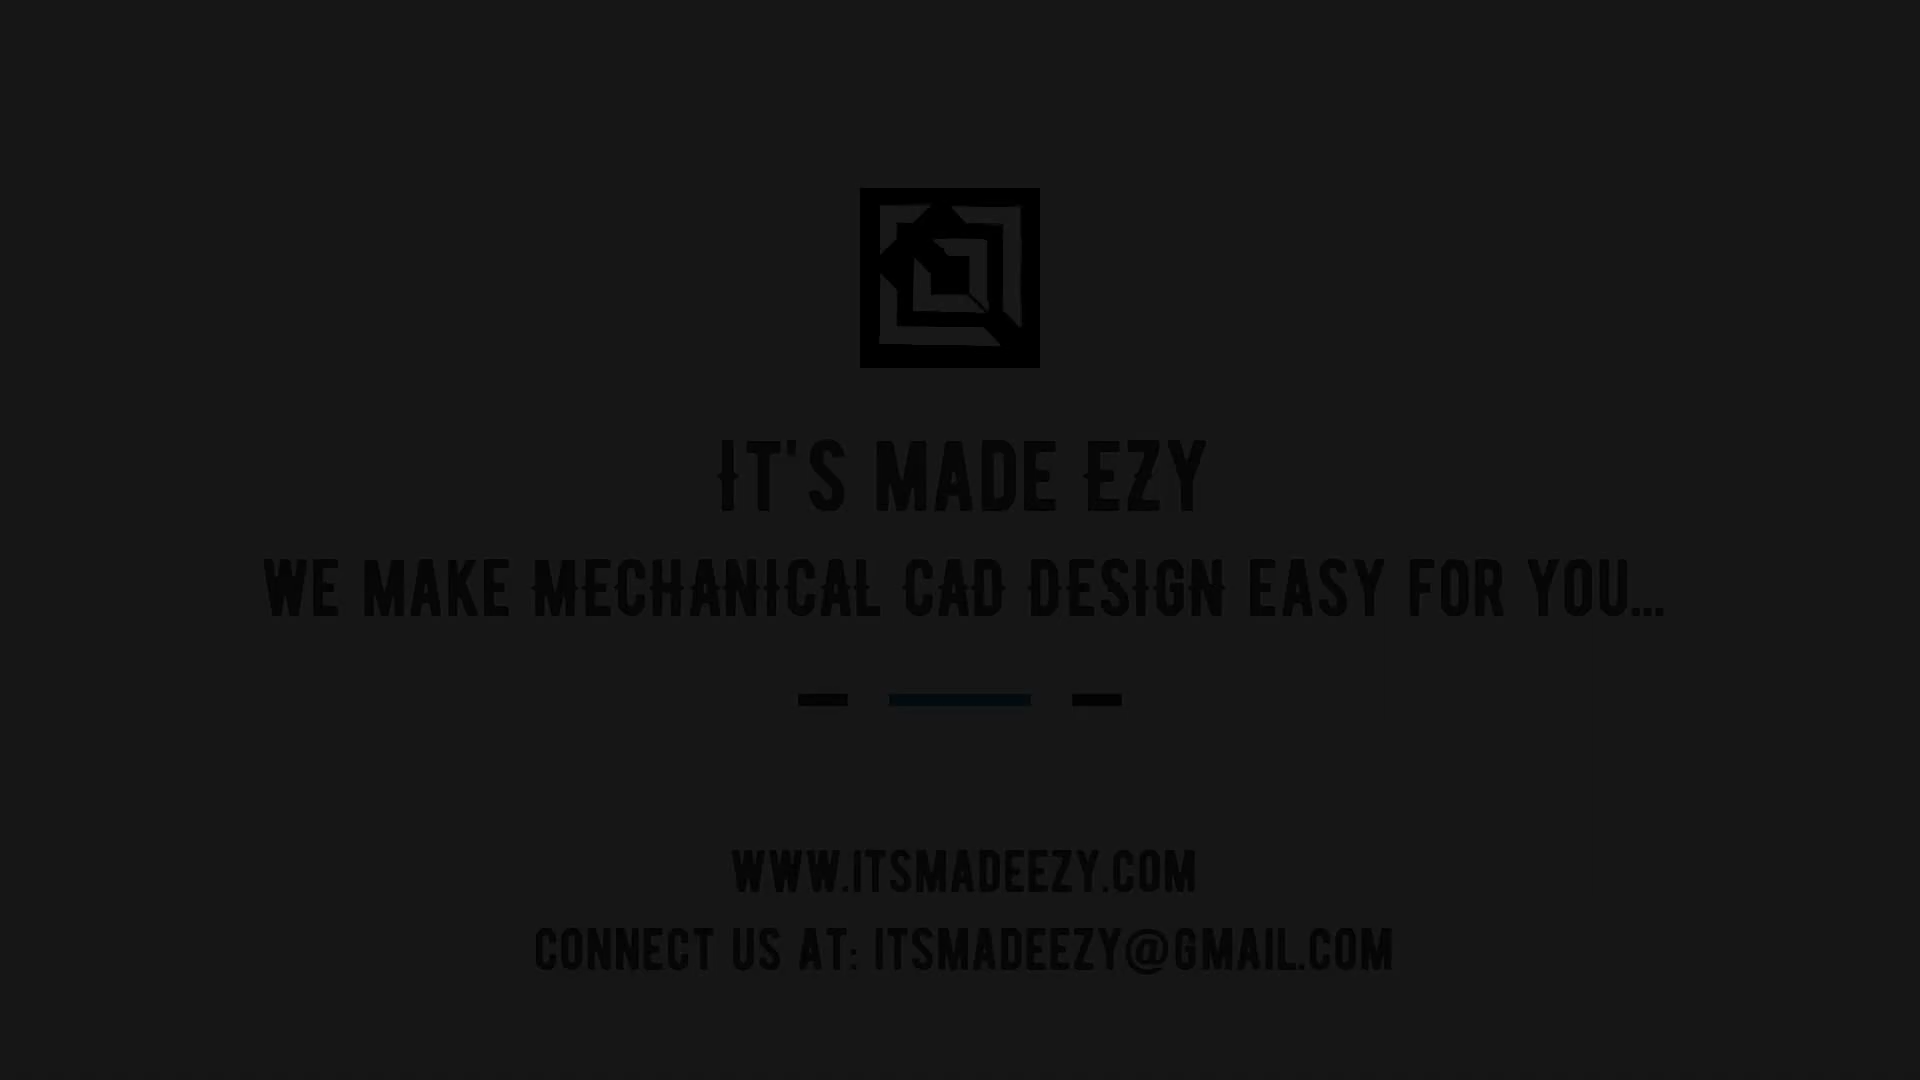 IT'S MADE EZY
WE MAKE MECHANICAL CAD DESIGN EASY FOR YOU...
WWW.ITSMADEEZY.COM
CONNECT US AT: ITSMADEEZY@GMAIL.COM